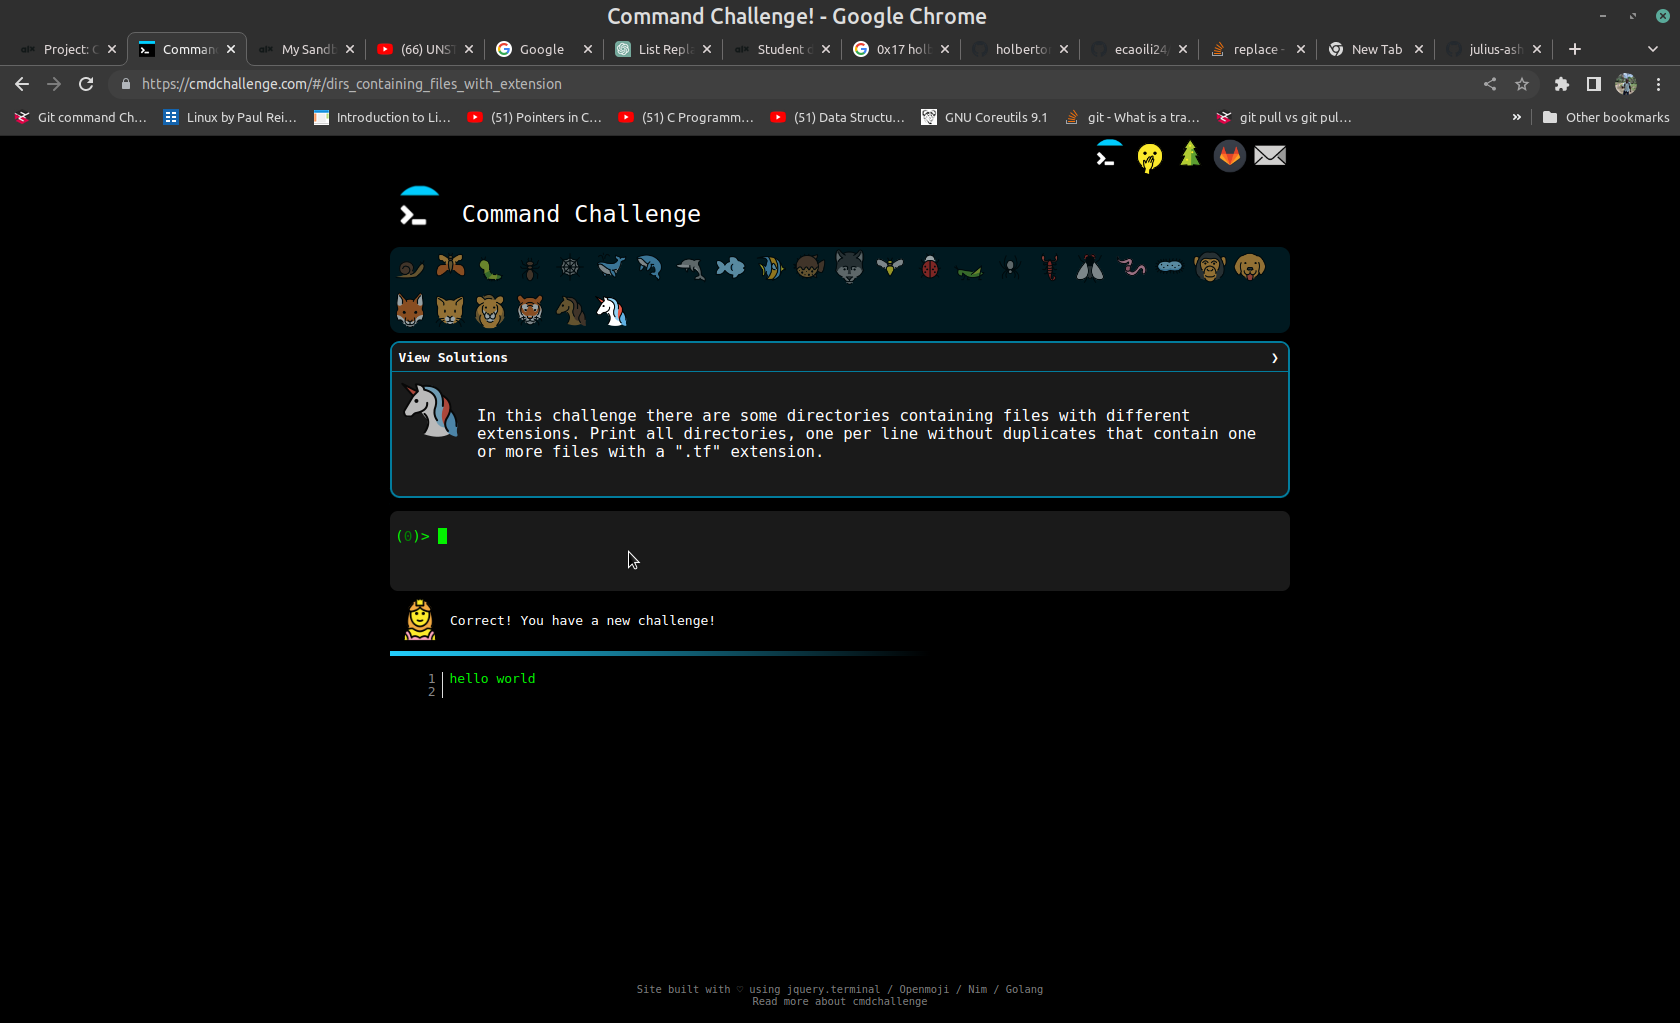 Command Challenge! - Google Chrome
Project: C
Comman
My Sandb
(66) UNST
Google
List Repla
Student d
0x17 holb
holberto
ecaoili24/
replace -
New Tab
julius-ash
https://cmdchallenge.com/#/dirs_containing_files_with_extension
Git command Ch...
Linux by Paul Rei...
Introduction to Li...
(51) Pointers in C...
(51) C Programm...
(51) Data Structu...
GNU Coreutils 9.1
git - What is a tra...
git pull vs git pul...
»
Other bookmarks
Command Challenge
View Solutions
In this challenge there are some directories containing files with different
extensions. Print all directories, one per line without duplicates that contain one
or more files with a ".tf" extension.
(0)>
Correct! You have a new challenge!
1 hello world
2
Site built with ♡ using jquery.terminal / Openmoji / Nim / Golang
Read more about cmdchallenge